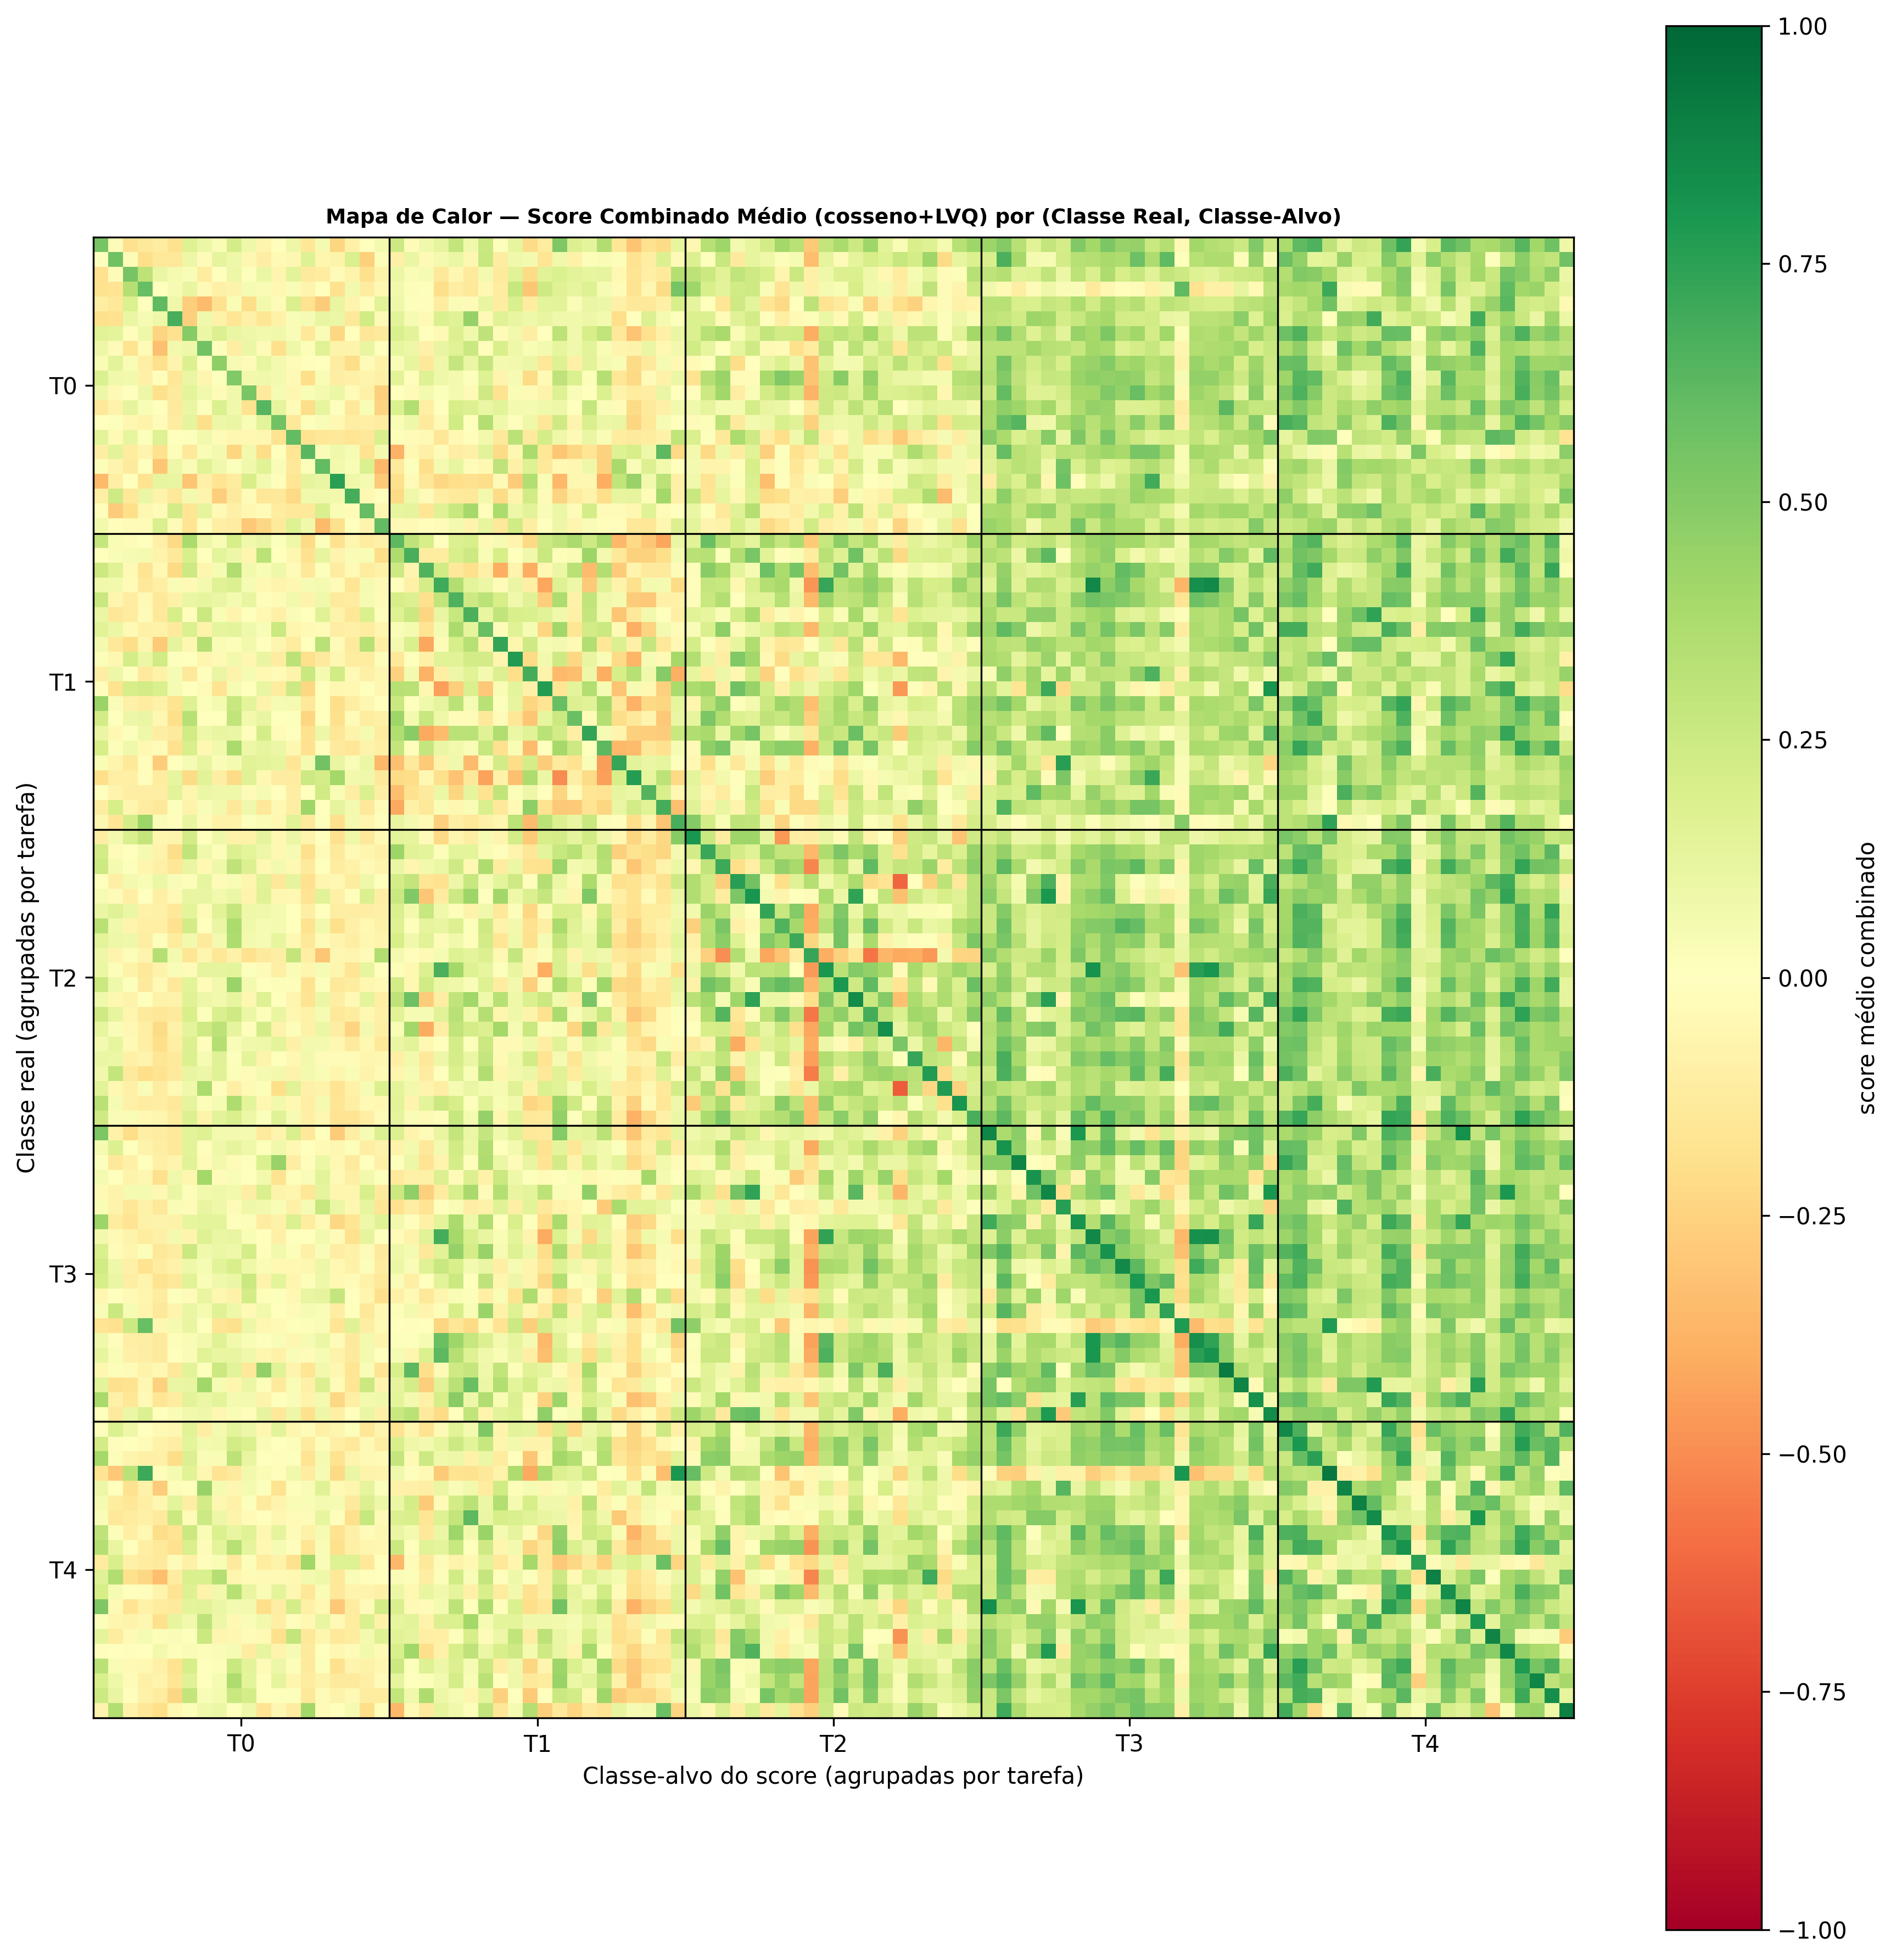 Mapa de Calor — Score Combinado Médio (cosseno+LVQ) por (Classe Real, Classe-Alvo)
Classe real (agrupadas por tarefa)
T0
T1
T2
T3
T4
T0 T1 T2 T3 T4
Classe-alvo do score (agrupadas por tarefa)
1.00
0.75
0.50
0.25
0.00
−0.25
−0.50
−0.75
−1.00
score médio combinado